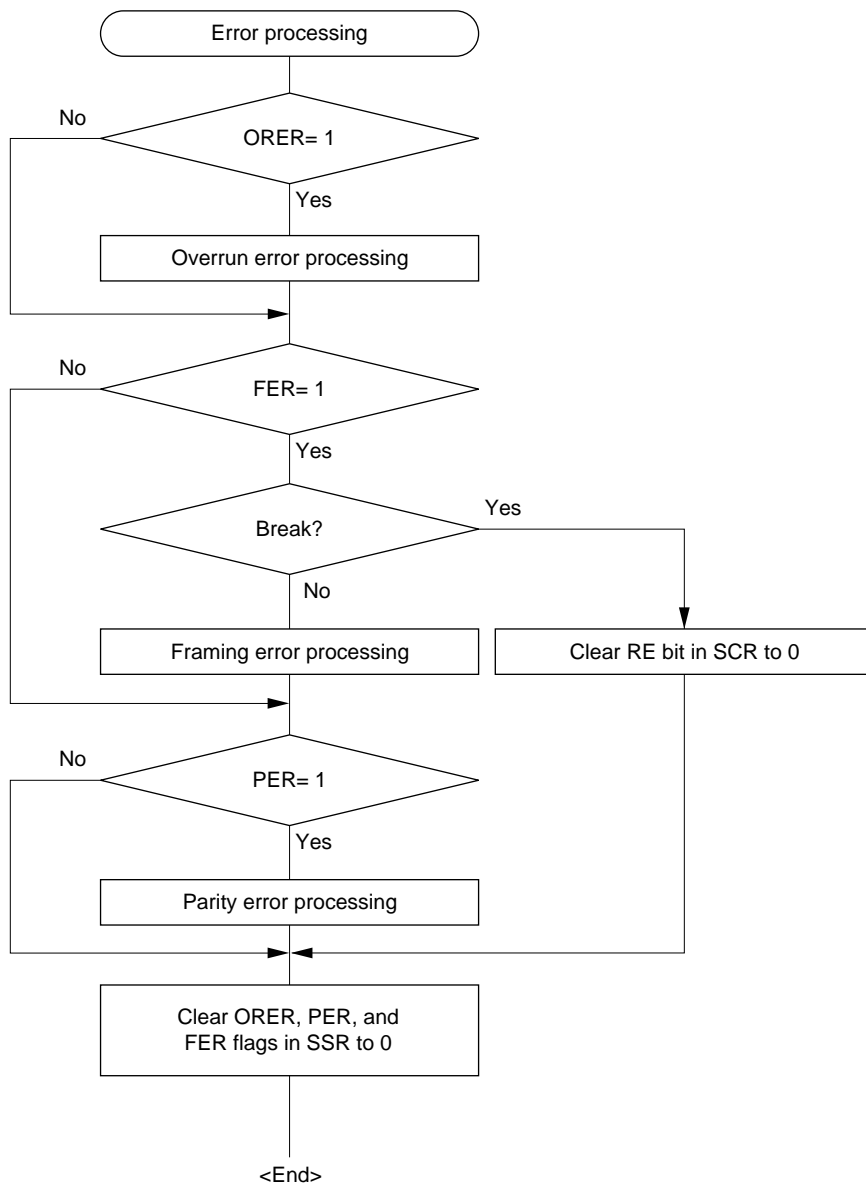 Error processing
No
ORER= 1
Yes
Overrun error processing
No
FER= 1
Yes
Break?
Yes
No
Framing error processing
Clear RE bit in SCR to 0
No
PER= 1
Yes
Parity error processing
Clear ORER, PER, and
FER flags in SSR to 0
<End>